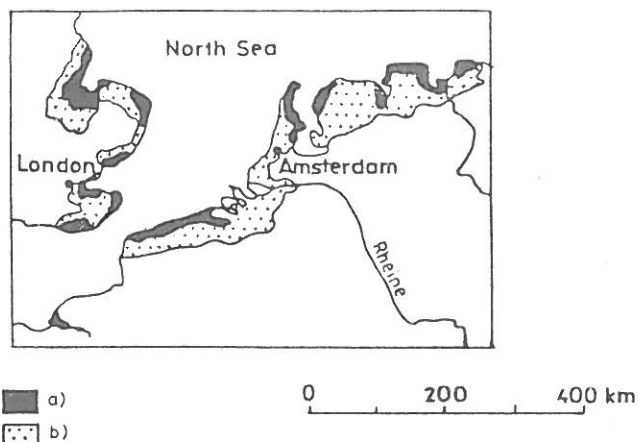 North Sea
London
Amsterdam
Rheine
a)
b)
0 200 400 km